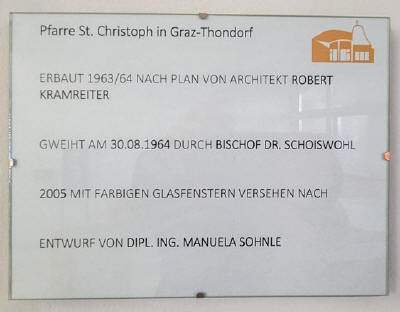 Pfarre St. Christoph in Graz-Thondorf
ERBAUT 1963/64 NACH PLAN VON ARCHITEKT ROBERT
KRAMREITER
GWEIHT AM 30.08.1964 DURCH BISCHOF DR. SCHOISWOHL
2005 MIT FARBIGEN GLASFENSTERN VERSEHEN NACH
ENTWURF VON DIPL. ING. MANUELA SOHNLE